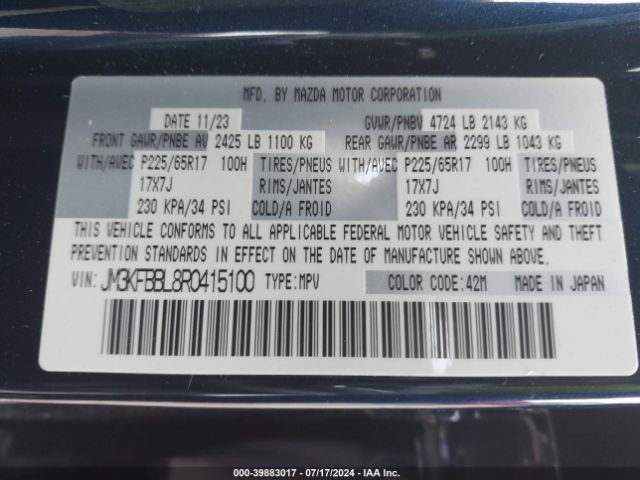 MFD. BY MAZDA MOTOR CORPORATION
DATE 11/23 GVWR/PNBV 4724 LB 2143 KG
FRONT GAWR/PNBE AV 2425 LB 1100 KG REAR GAWR/PNBE AR 2299 LB 1043 KG
WITH/AVEC P225/65R17 100H TIRES/PNEUS WITH/AVEC P225/65R17 100H TIRES/PNEUS
17X7J RIMS/JANTES 17X7J RIMS/JANTES
230 KPA/34 PSI COLD/A FROID 230 KPA/34 PSI COLD/A FROID
THIS VEHICLE CONFORMS TO ALL APPLICABLE FEDERAL MOTOR VEHICLE SAFETY AND THEFT
PREVENTION STANDARDS IN EFFECT ON THE DATE OF MANUFACTURE SHOWN ABOVE.
VIN: JM3KFBBL8R0415100 TYPE:MPV COLOR CODE:42M MADE IN JAPAN
000-39883017 - 07/17/2024 - IAA Inc.